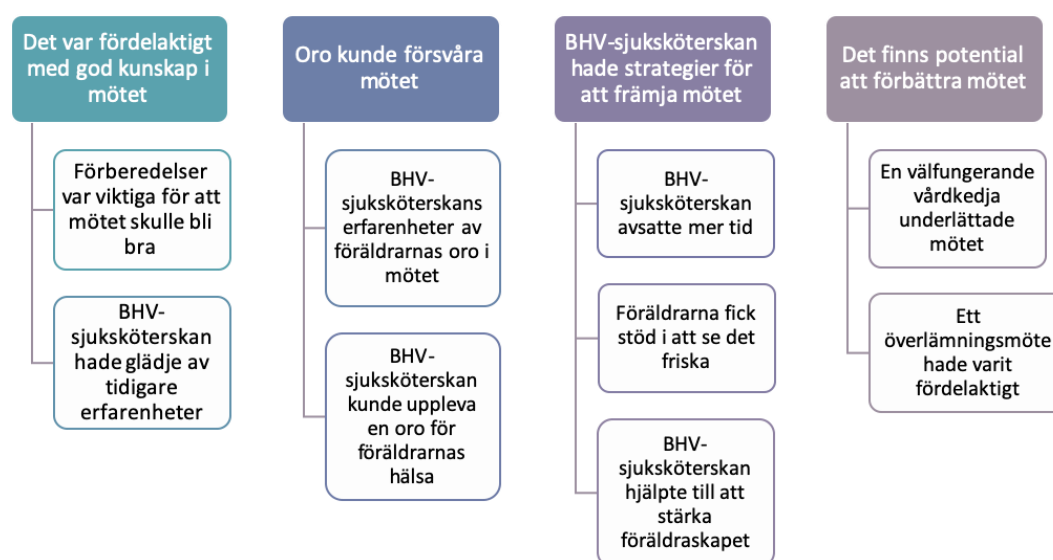 Det var fördelaktigt
med god kunskap i
mötet
Förberedelser
var viktiga för att
mötet skulle bli
bra
BHV-
sjuksköterskan
hade glädje av
tidigare
erfarenheter
Oro kunde försvåra
mötet
BHV-
sjuksköterskans
erfarenheter av
föräldrarnas oro i
mötet
BHV-
sjuksköterskan
kunde uppleva
en oro för
föräldrarnas
hälsa
BHV-sjuksköterskan
hade strategier för
att främja mötet
BHV-
sjuksköterskan
avsatte mer tid
Föräldrarna fick
stöd i att se det
friska
BHV-
sjuksköterskan
hjälpte till att
stärka
föräldraskapet
Det finns potential
att förbättra mötet
En välfungerande
vårdkedja
underlättade
mötet
Ett
överlämningsmöte
hade varit
fördelaktigt